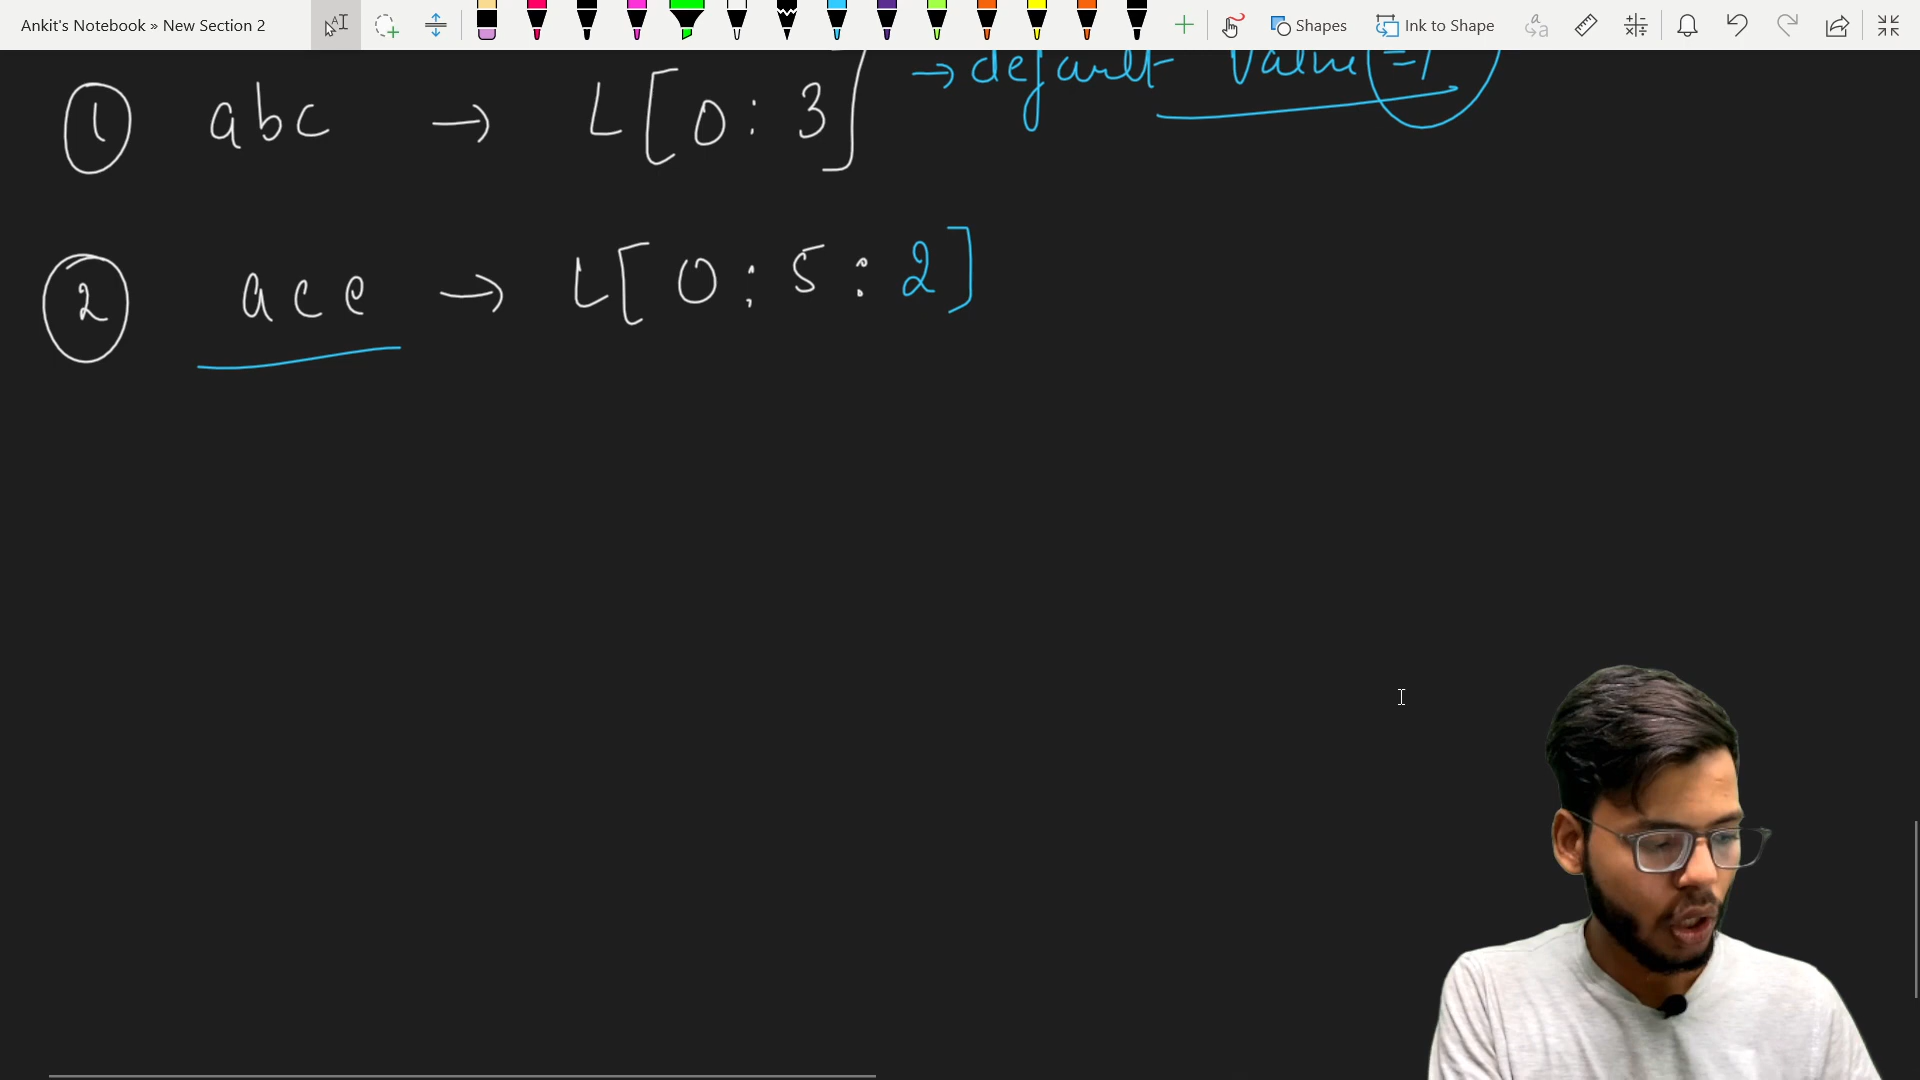 Ankit's Notebook » New Section 2
Shapes
Ink to Shape
→ default value = 1
① abc → L[0:3]
② ace → L[0:5:2]